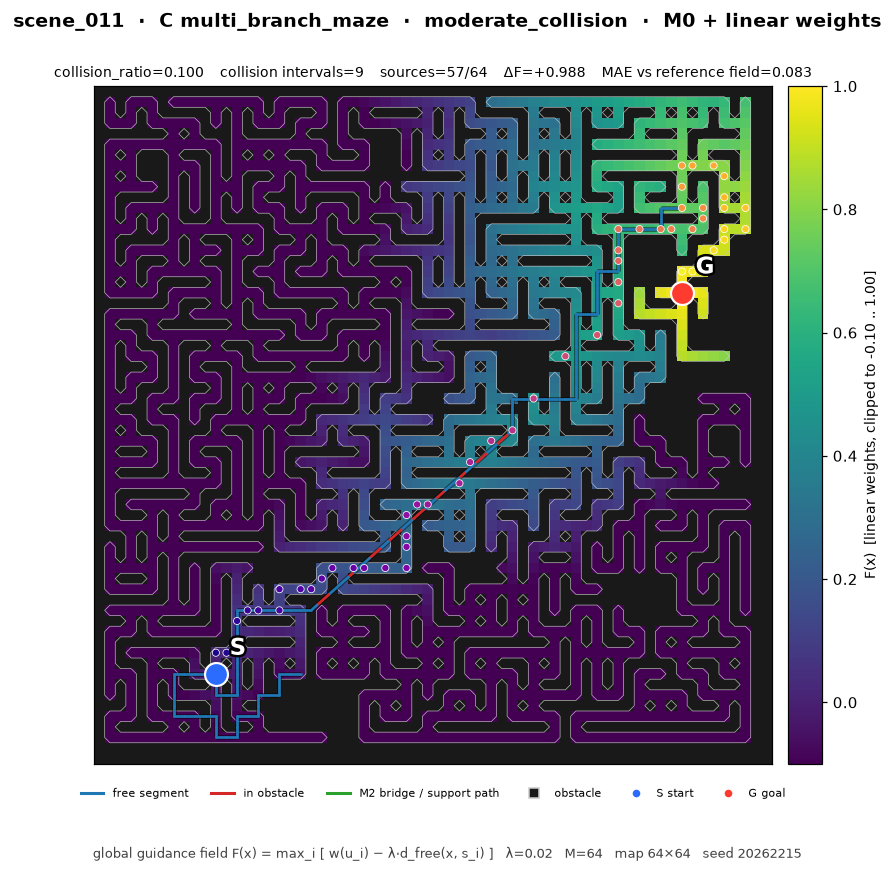 scene_011 · C multi_branch_maze · moderate_collision · M0 + linear weights
collision_ratio=0.100 collision intervals=9 sources=57/64 ΔF=+0.988 MAE vs reference field=0.083
G
S
1.0
0.8
0.6
0.4
0.2
0.0
F(x) [linear weights, clipped to -0.10 .. 1.00]
free segment in obstacle M2 bridge / support path obstacle S start G goal
global guidance field F(x) = max_i [ w(u_i) − λ·d_free(x, s_i) ] λ=0.02 M=64 map 64×64 seed 20262215